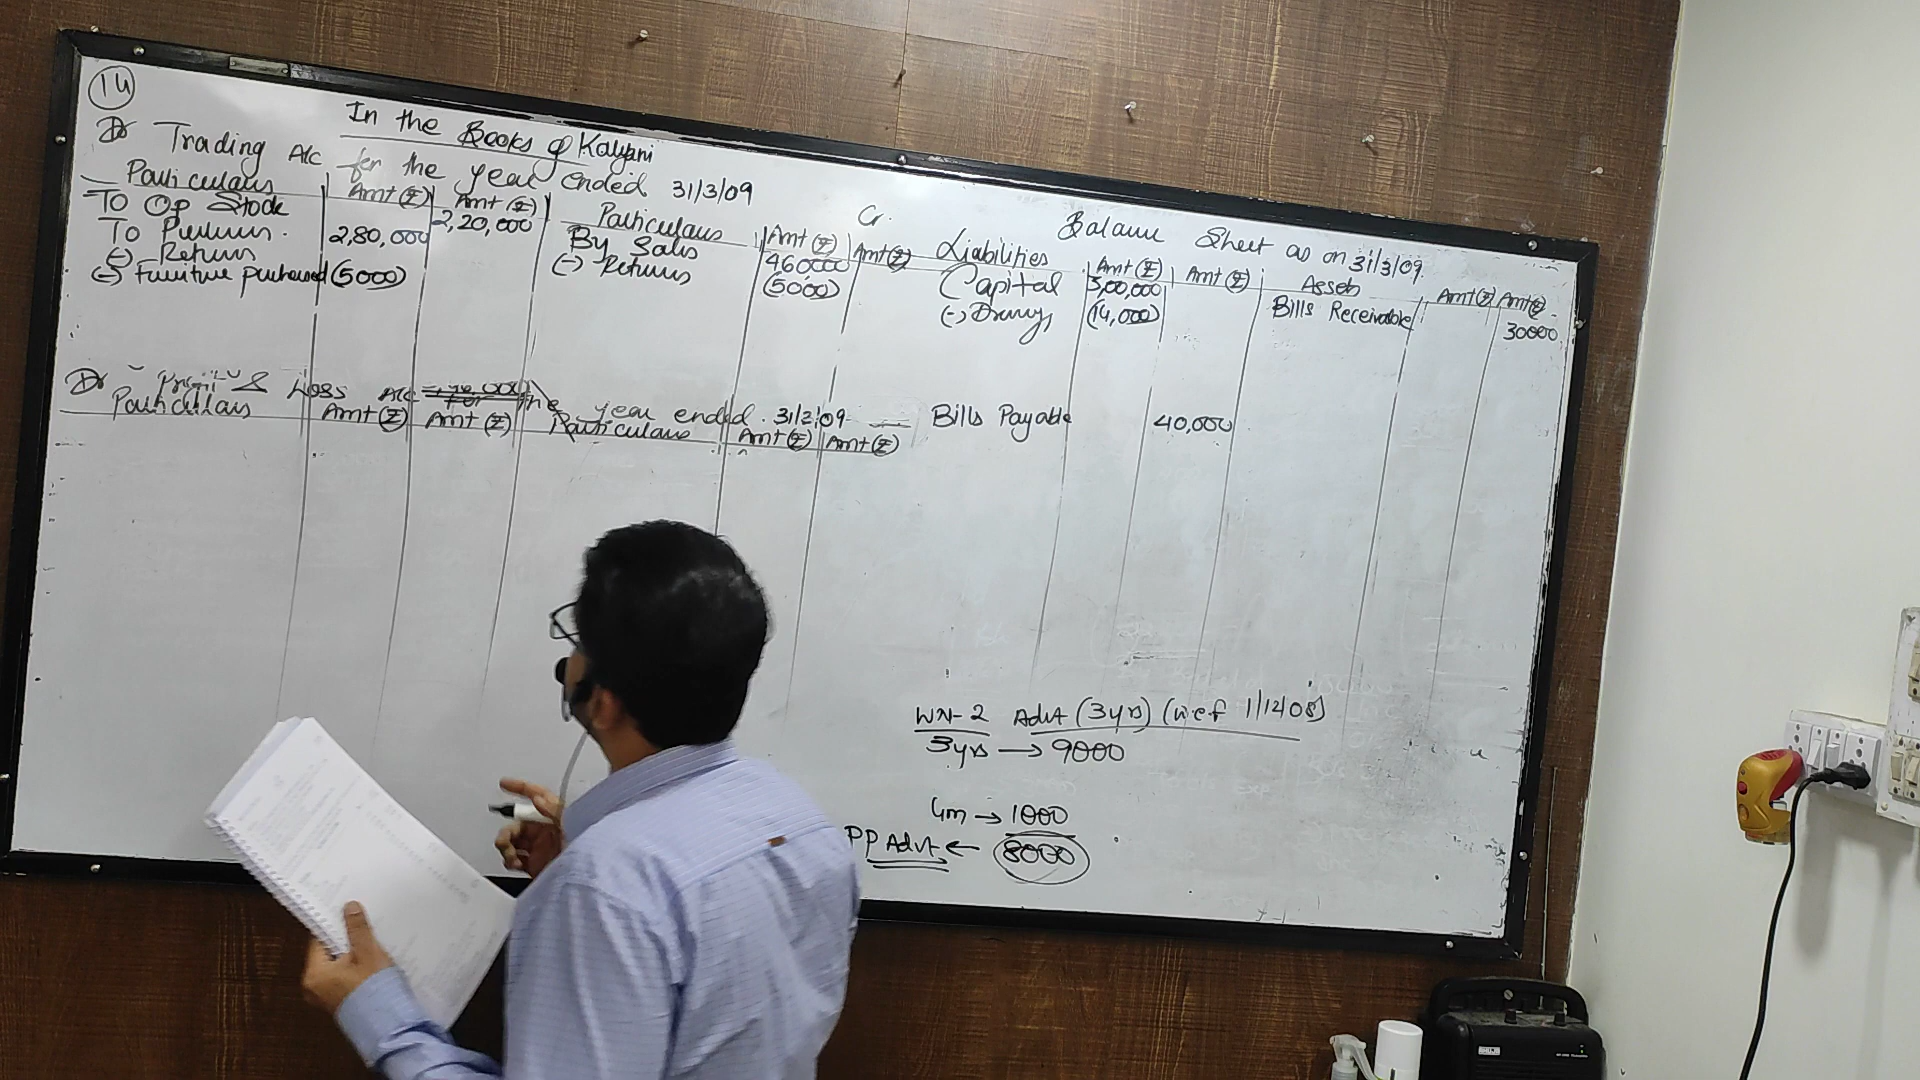 14
In the Books of Kalyani
Dr Trading A/c for the year ended 31/3/09 Cr.
Particulars Amt (₹) Amt (₹) Particulars Amt (₹) Amt (₹)
To Op Stock 2,20,000 By Sales 460000
To Purchases. 2,80,000 (-) Returns (5000)
(-) Returns
(-) Furniture purchased (5000)
Dr Profit & Loss A/c for the year ended 31/3/09
Particulars Amt (₹) Amt (₹) Particulars Amt (₹) Amt (₹)
Balance Sheet as on 31/3/09.
Liabilities Amt (₹) Amt (₹) Assets Amt (₹) Amt (₹)
Capital 3,00,000 Bills Receivable 30000
(-) Drawings (14,000)
Bills Payable 40,000
WN-2 Advt (3yrs) (wef 1/12/08)
3yrs → 9000
4m → 1000
PP Advt ← 8000